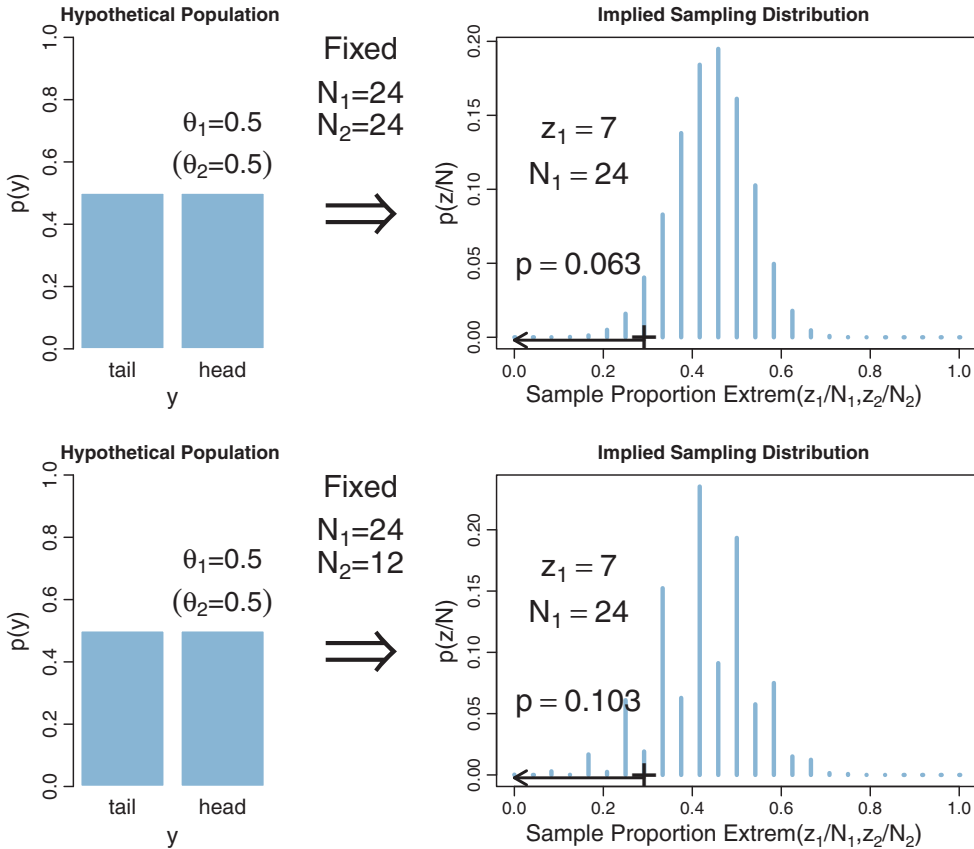 Hypothetical Population
Implied Sampling Distribution
p(y)
0.0 0.2 0.4 0.6 0.8 1.0
θ₁=0.5
(θ₂=0.5)
tail head
y
Fixed
N₁=24
N₂=24
⇒
p(z/N)
0.00 0.05 0.10 0.15 0.20
z₁ = 7
N₁ = 24
p = 0.063
0.0 0.2 0.4 0.6 0.8 1.0
Sample Proportion Extrem(z₁/N₁,z₂/N₂)
Hypothetical Population
Implied Sampling Distribution
p(y)
0.0 0.2 0.4 0.6 0.8 1.0
θ₁=0.5
(θ₂=0.5)
tail head
y
Fixed
N₁=24
N₂=12
⇒
p(z/N)
0.00 0.05 0.10 0.15 0.20
z₁ = 7
N₁ = 24
p = 0.103
0.0 0.2 0.4 0.6 0.8 1.0
Sample Proportion Extrem(z₁/N₁,z₂/N₂)